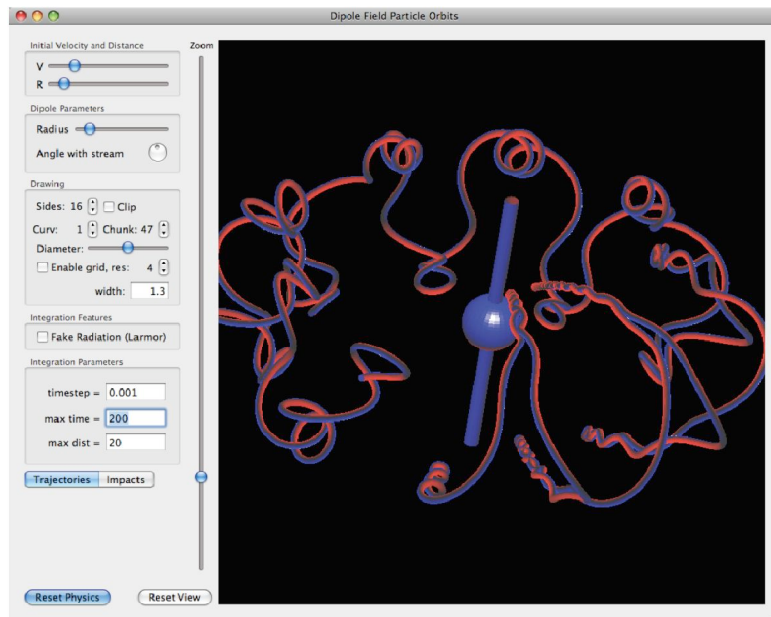 Dipole Field Particle Orbits
Initial Velocity and Distance
Zoom
V
R
Dipole Parameters
Radius
Angle with stream
Drawing
Sides: 16 Clip
Curv: 1 Chunk: 47
Diameter:
Enable grid, res: 4
width: 1.3
Integration Features
Fake Radiation (Larmor)
Integration Parameters
timestep = 0.001
max time = 200
max dist = 20
Trajectories Impacts
Reset Physics Reset View